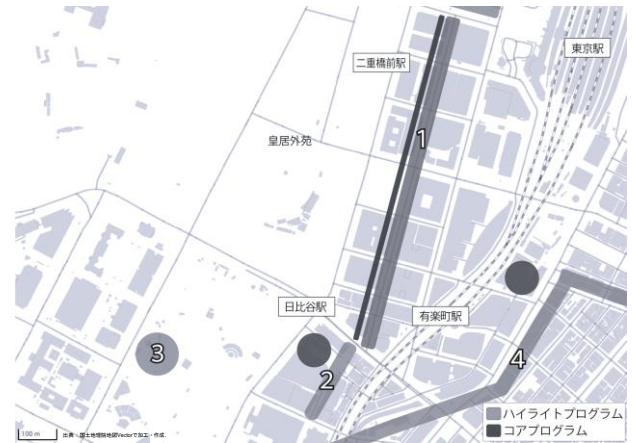 東京駅
二重橋前駅
1
皇居外苑
日比谷駅
有楽町駅
3
2
4
ハイライトプログラム
コアプログラム
100 m
出典：国土地理院地図Vectorで加工・作成